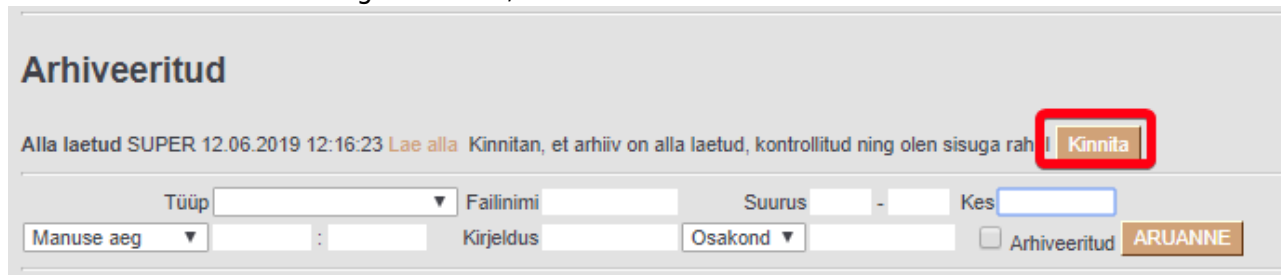 Arhiveeritud
Alla laetud SUPER 12.06.2019 12:16:23 Lae alla Kinnitan, et arhiiv on alla laetud, kontrollitud ning olen sisuga Kinnita
Tüüp Failinimi Suurus - Kes
Manuse aeg : Kirjeldus Osakond Arhiveeritud ARUANNE